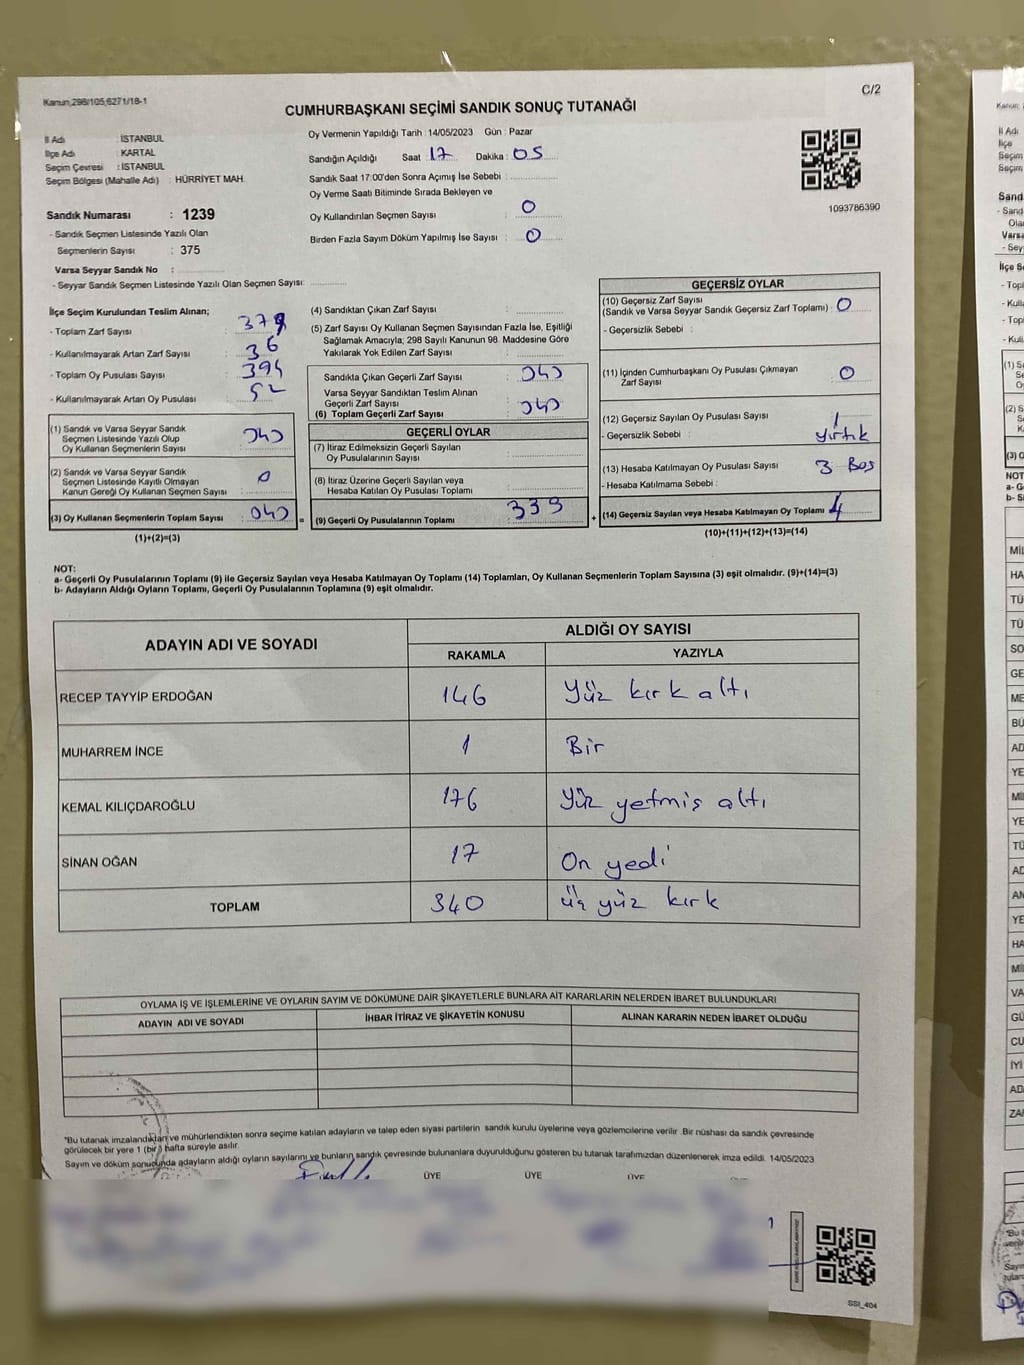 Kanun;298/105,6271/18-1
C/2
CUMHURBAŞKANI SEÇİMİ SANDIK SONUÇ TUTANAĞI
İl Adı : İSTANBUL
İlçe Adı : KARTAL
Seçim Çevresi : İSTANBUL
Seçim Bölgesi (Mahalle Adı) : HÜRRİYET MAH.
Sandık Numarası : 1239
- Sandık Seçmen Listesinde Yazılı Olan
Seçmenlerin Sayısı : 375
Varsa Seyyar Sandık No :
- Seyyar Sandık Seçmen Listesinde Yazılı Olan Seçmen Sayısı:
Oy Vermenin Yapıldığı Tarih : 14/05/2023 Gün : Pazar
Sandığın Açıldığı Saat 17 Dakika : 05
Sandık Saat 17:00'den Sonra Açımış İse Sebebi :
Oy Verme Saati Bitiminde Sırada Bekleyen ve
Oy Kullandırılan Seçmen Sayısı : 0
Birden Fazla Sayım Döküm Yapılmış İse Sayısı : 0
1093786390
İlçe Seçim Kurulundan Teslim Alınan;
- Toplam Zarf Sayısı : 379
- Kullanılmayarak Artan Zarf Sayısı : 36
- Toplam Oy Pusulası Sayısı : 394
- Kullanılmayarak Artan Oy Pusulası :
(1) Sandık ve Varsa Seyyar Sandık
Seçmen Listesinde Yazılı Olup
Oy Kullanan Seçmenlerin Sayısı :
(2) Sandık ve Varsa Seyyar Sandık
Seçmen Listesinde Kayıtlı Olmayan
Kanun Gereği Oy Kullanan Seçmen Sayısı : 0
(3) Oy Kullanan Seçmenlerin Toplam Sayısı :
(1)+(2)=(3)
(4) Sandıktan Çıkan Zarf Sayısı :
(5) Zarf Sayısı Oy Kullanan Seçmen Sayısından Fazla İse, Eşitliği
Sağlamak Amacıyla; 298 Sayılı Kanunun 98. Maddesine Göre
Yakılarak Yok Edilen Zarf Sayısı :
Sandıkta Çıkan Geçerli Zarf Sayısı :
Varsa Seyyar Sandıktan Teslim Alınan
Geçerli Zarf Sayısı
(6) Toplam Geçerli Zarf Sayısı :
GEÇERLİ OYLAR
(7) İtiraz Edilmeksizin Geçerli Sayılan
Oy Pusulalarının Sayısı :
(8) İtiraz Üzerine Geçerli Sayılan veya
Hesaba Katılan Oy Pusulası Toplamı :
= (9) Geçerli Oy Pusulalarının Toplamı : 339 +
GEÇERSİZ OYLAR
(10) Geçersiz Zarf Sayısı
(Sandık ve Varsa Seyyar Sandık Geçersiz Zarf Toplamı) : 0
- Geçersizlik Sebebi :
(11) İçinden Cumhurbaşkanı Oy Pusulası Çıkmayan
Zarf Sayısı : 0
(12) Geçersiz Sayılan Oy Pusulası Sayısı : 1
- Geçersizlik Sebebi : yırtık
(13) Hesaba Katılmayan Oy Pusulası Sayısı : 3 Boş
- Hesaba Katılmama Sebebi :
(14) Geçersiz Sayılan veya Hesaba Katılmayan Oy Toplamı : 4
(10)+(11)+(12)+(13)=(14)
NOT:
a- Geçerli Oy Pusulalarının Toplamı (9) ile Geçersiz Sayılan veya Hesaba Katılmayan Oy Toplamı (14) Toplamları, Oy Kullanan Seçmenlerin Toplam Sayısına (3) eşit olmalıdır. (9)+(14)=(3)
b- Adayların Aldığı Oyların Toplamı, Geçerli Oy Pusulalarının Toplamına (9) eşit olmalıdır.
ADAYIN ADI VE SOYADI
ALDIĞI OY SAYISI
RAKAMLA YAZIYLA
RECEP TAYYİP ERDOĞAN 146 Yüz kırk altı
MUHARREM İNCE 1 Bir
KEMAL KILIÇDAROĞLU 176 Yüz yetmiş altı
SİNAN OĞAN 17 On yedi
TOPLAM 340 üç yüz kırk
OYLAMA İŞ VE İŞLEMLERİNE VE OYLARIN SAYIM VE DÖKÜMÜNE DAİR ŞİKAYETLERLE BUNLARA AİT KARARLARIN NELERDEN İBARET BULUNDUKLARI
ADAYIN ADI VE SOYADI İHBAR İTİRAZ VE ŞİKAYETİN KONUSU ALINAN KARARIN NEDEN İBARET OLDUĞU
"Bu tutanak imzalandıktan ve mühürlendikten sonra seçime katılan adayların ve talep eden siyasi partilerin sandık kurulu üyelerine veya gözlemcilerine verilir .Bir nüshası da sandık çevresinde
görülecek bir yere 1 (bir ) hafta süreyle asılır.
Sayım ve döküm sonucunda adayların aldığı oyların sayılarını ve bunların sandık çevresinde bulunanlara duyurulduğunu gösteren bu tutanak tarafımızdan düzenlenerek imza edildi. 14/05/2023
ÜYE ÜYE ÜYE
SSI_404